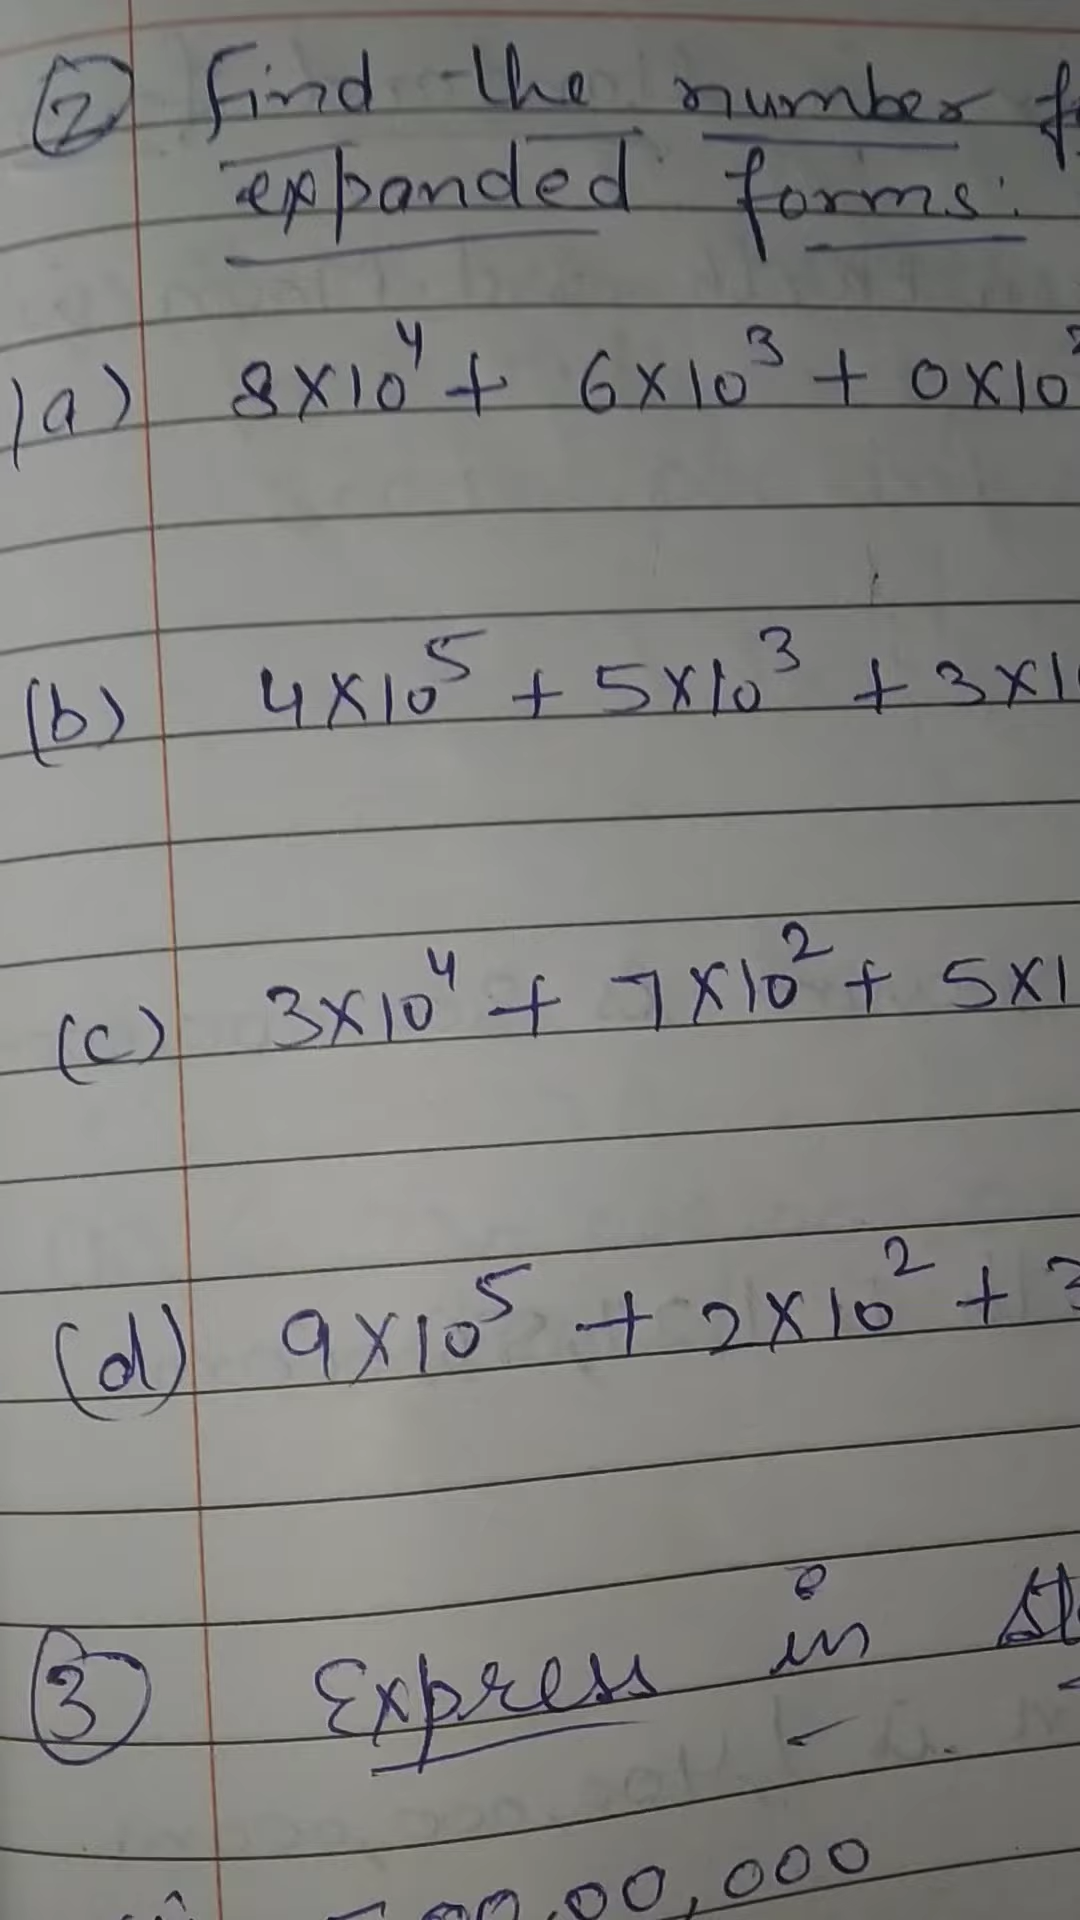 ② Find the number
expanded forms:
(a) 8×10⁴ + 6×10³ + 0×10
(b) 4×10⁵ + 5×10³ + 3×1
(c) 3×10⁴ + 7×10² + 5×1
(d) 9×10⁵ + 2×10² + 3
③ Express in
00,000